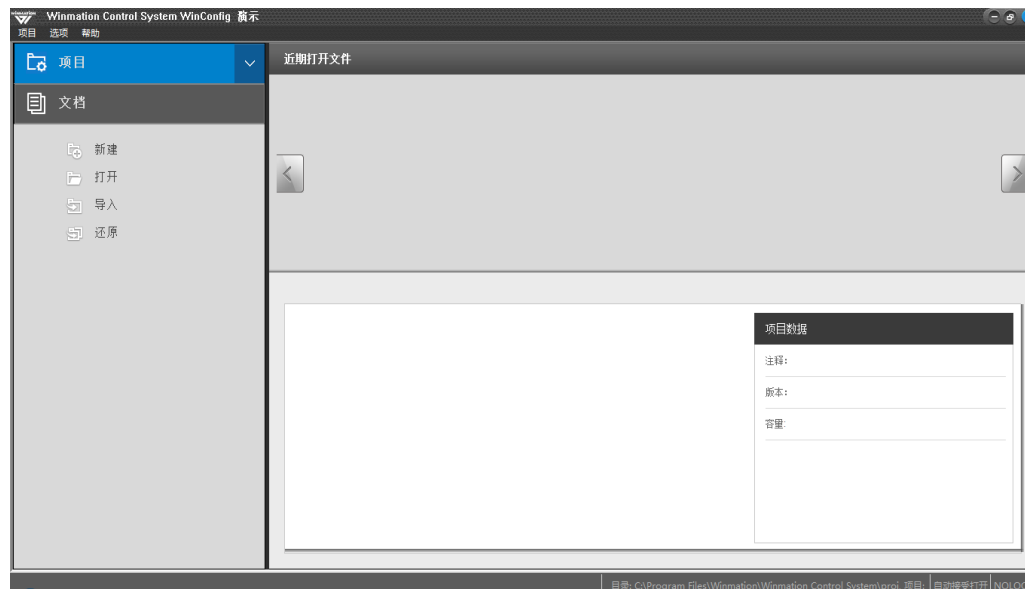 winmation
Winmation Control System WinConfig 演示
项目 选项 帮助
项目
近期打开文件
文档
新建
打开
导入
还原
项目数据
注释:
版本:
容量:
目录: C:\Program Files\Winmation\Winmation Control System\proj 项目: 自动接受打开 NOLOC